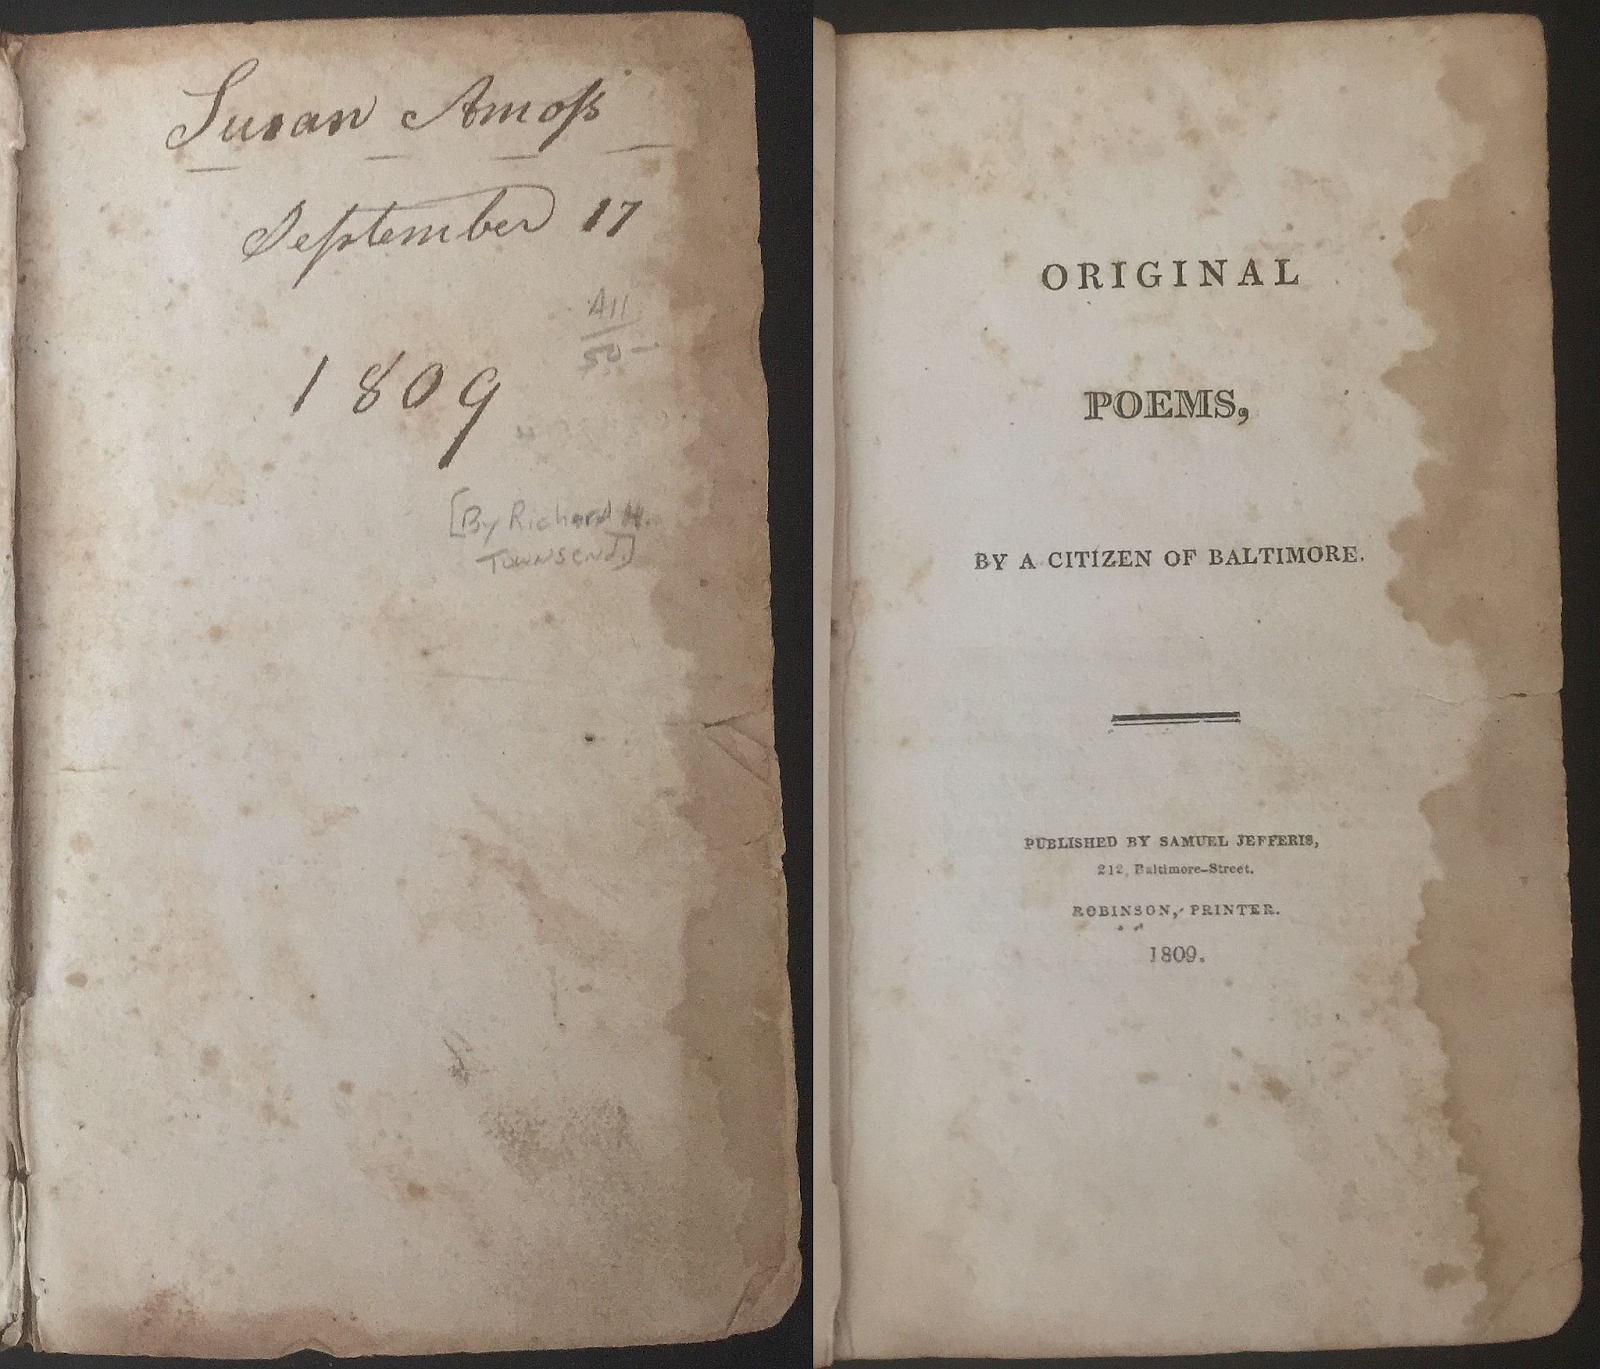 Susan Amoſs
September 17
1809
All
50-
[By Richard H.
Townsend.]
ORIGINAL
POEMS,
BY A CITIZEN OF BALTIMORE.
PUBLISHED BY SAMUEL JEFFERIS,
212, Baltimore-Street.
ROBINSON, PRINTER.
1809.